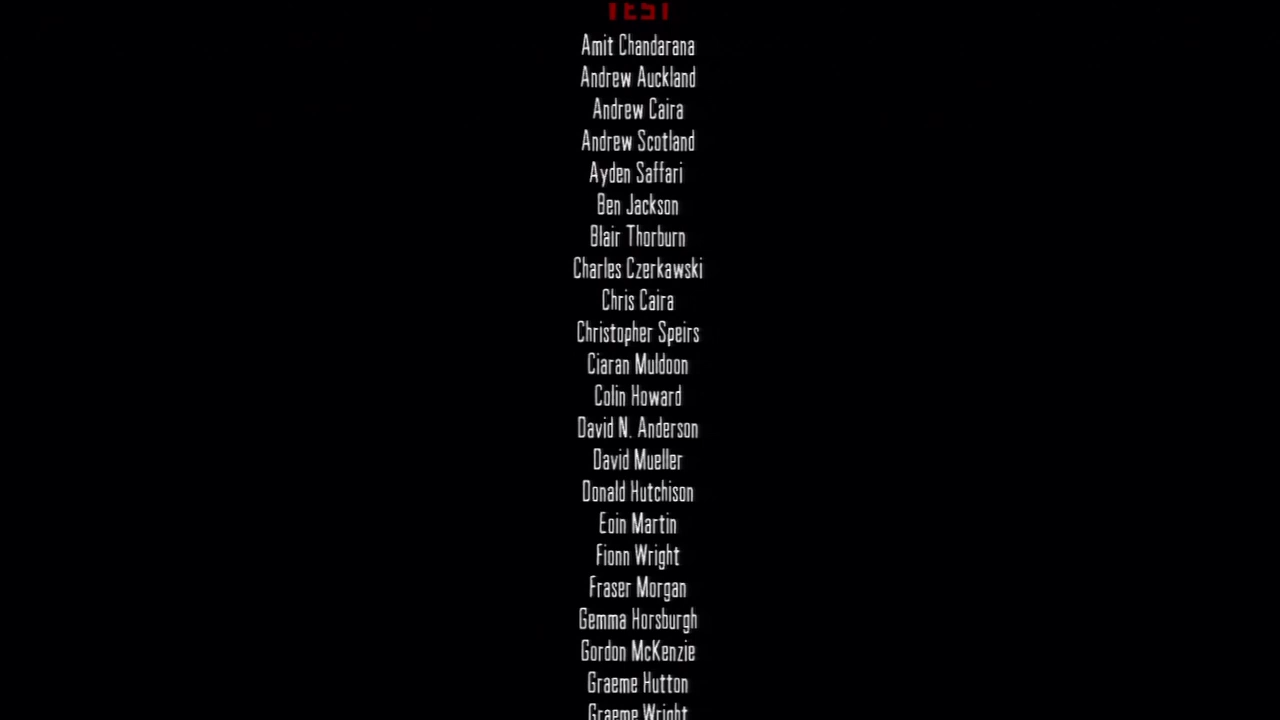 TEST
Amit Chandarana
Andrew Auckland
Andrew Caira
Andrew Scotland
Ayden Saffari
Ben Jackson
Blair Thorburn
Charles Czerkawski
Chris Caira
Christopher Speirs
Ciaran Muldoon
Colin Howard
David N. Anderson
David Mueller
Donald Hutchison
Eoin Martin
Fionn Wright
Fraser Morgan
Gemma Horsburgh
Gordon McKenzie
Graeme Hutton
Graeme Wright